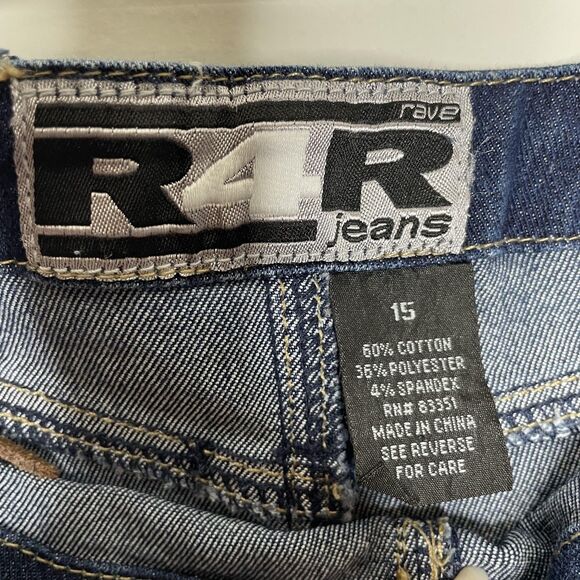 rave
R4R
jeans
15
60% COTTON
36% POLYESTER
4% SPANDEX
RN# 83351
MADE IN CHINA
SEE REVERSE
FOR CARE